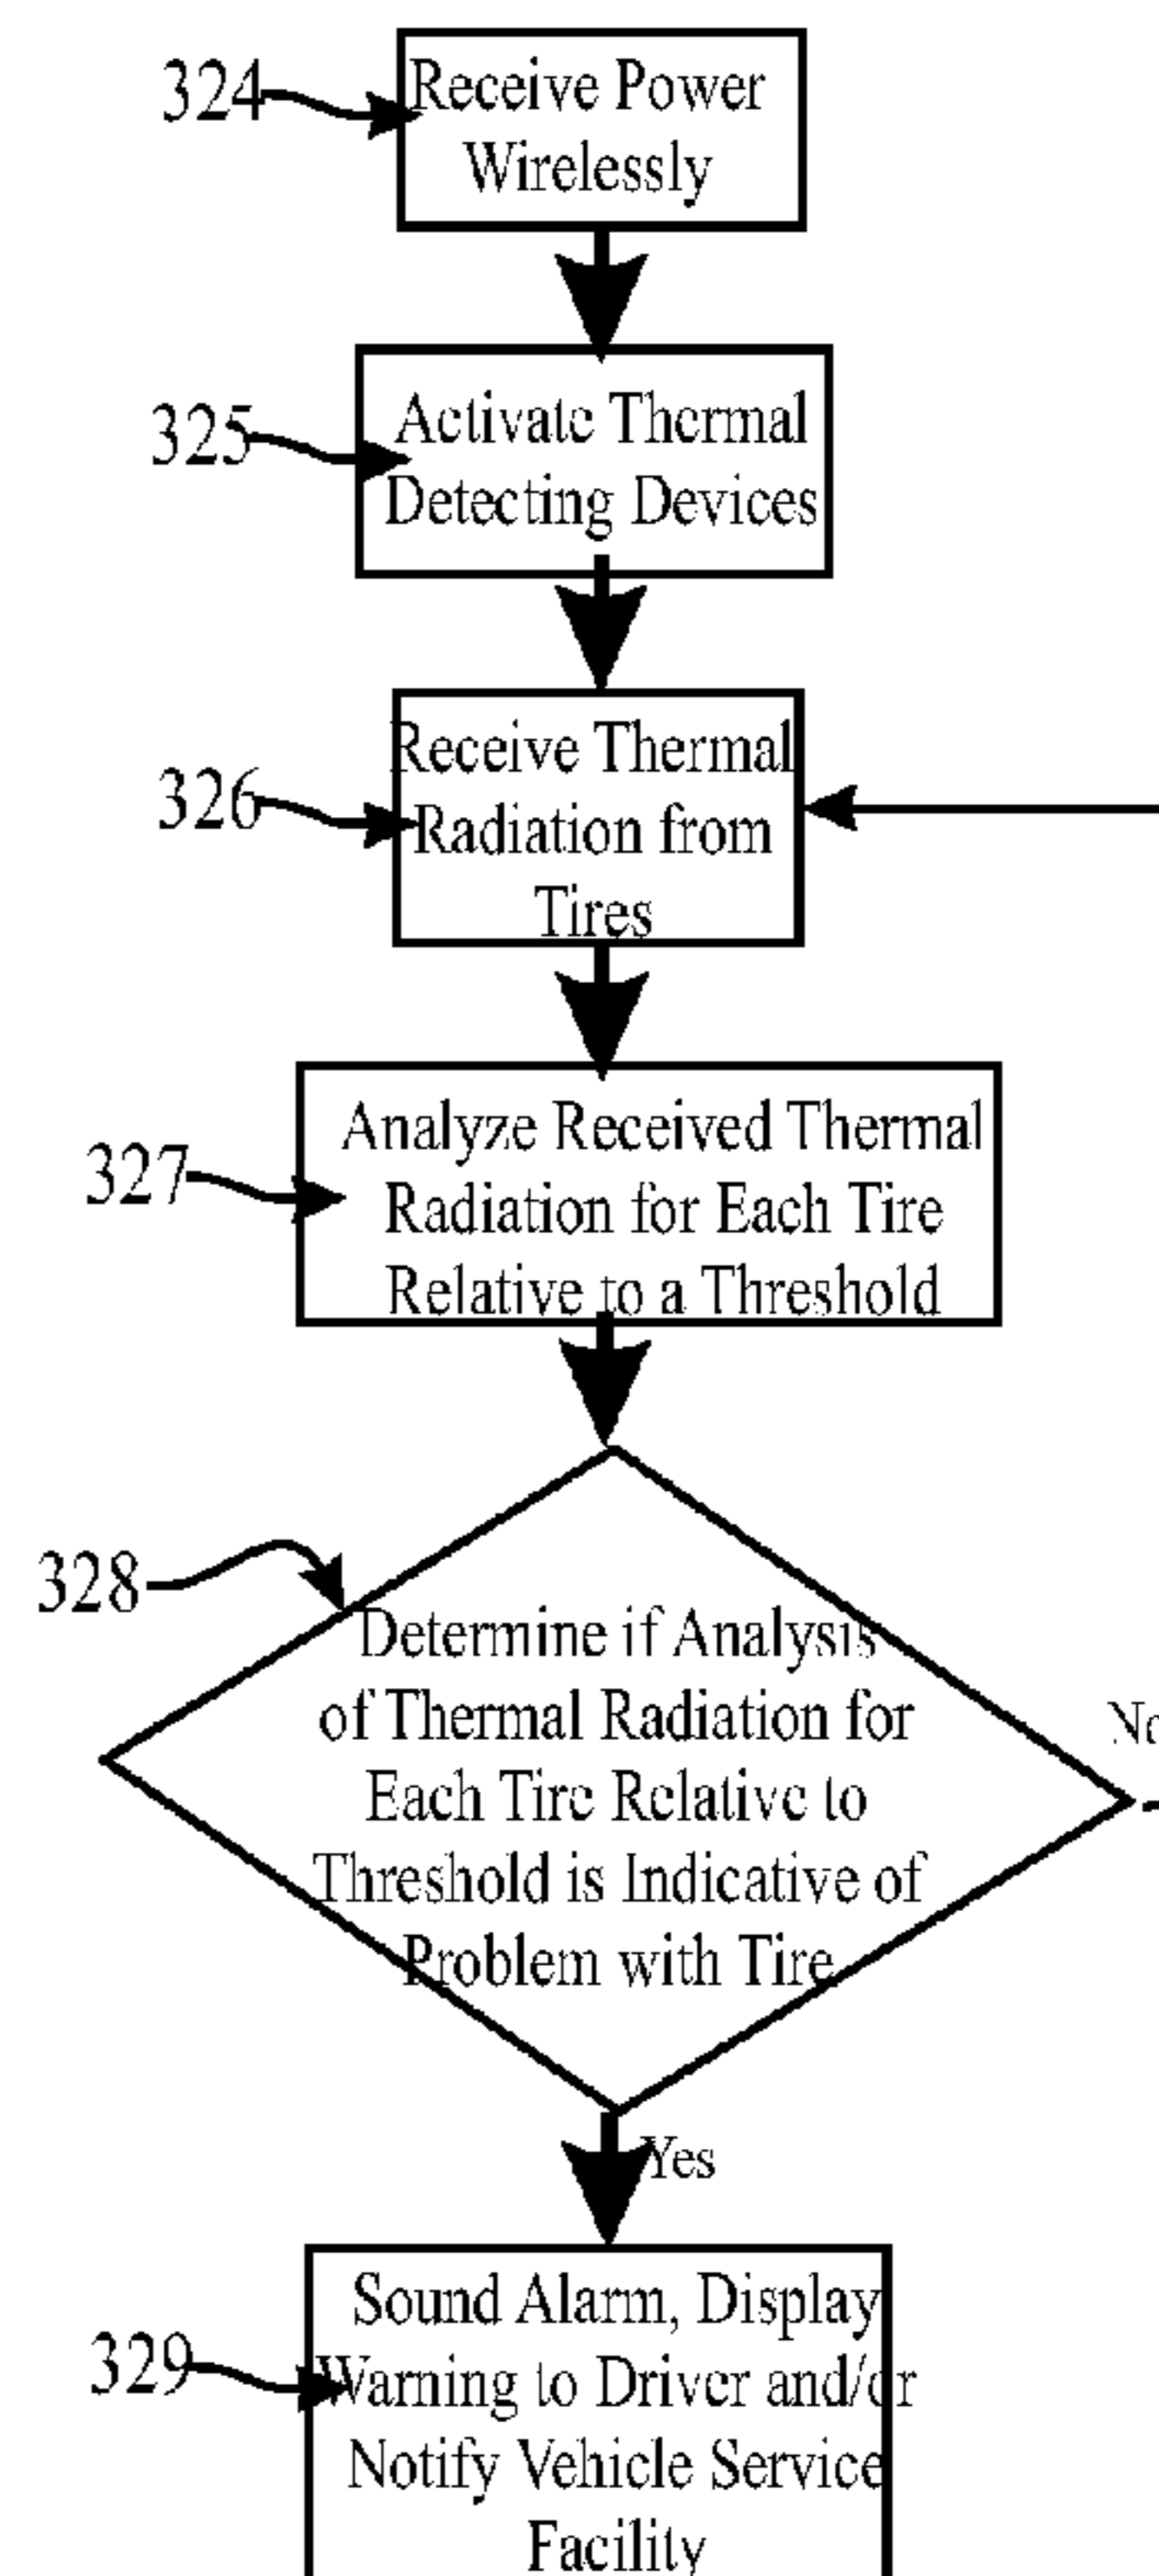 324
Receive Power
Wirelessly
325
Activate Thermal
Detecting Devices
326
Receive Thermal
Radiation from
Tires
327
Analyze Received Thermal
Radiation for Each Tire
Relative to a Threshold
328
Determine if Analysis
of Thermal Radiation for
Each Tire Relative to
Threshold is Indicative of
Problem with Tire
No
Yes
329
Sound Alarm, Display
Warning to Driver and/or
Notify Vehicle Service
Facility